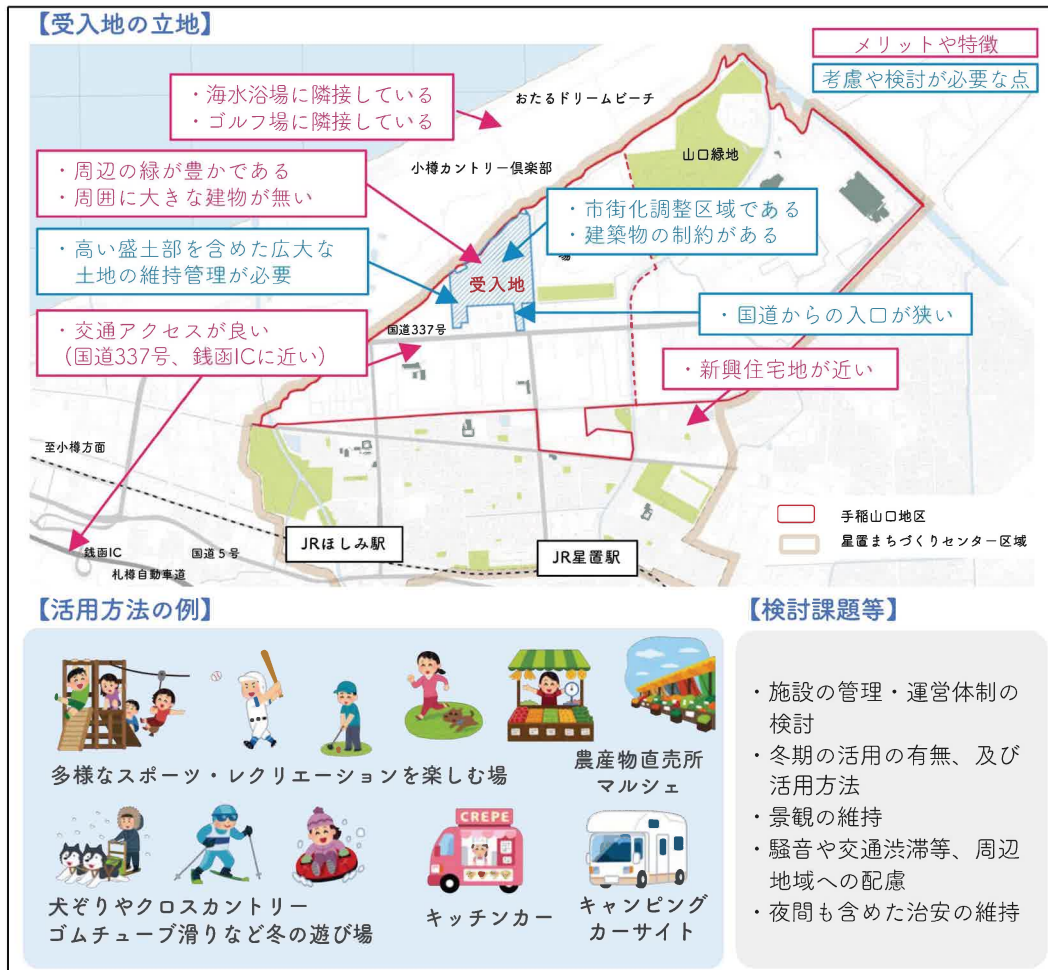 【受入地の立地】
メリットや特徴
考慮や検討が必要な点
・海水浴場に隣接している
・ゴルフ場に隣接している
おたるドリームビーチ
小樽カントリー倶楽部
山口緑地
・周辺の緑が豊かである
・周囲に大きな建物が無い
・市街化調整区域である
・建築物の制約がある
場
・高い盛土部を含めた広大な
土地の維持管理が必要
受入地
・国道からの入口が狭い
・交通アクセスが良い
（国道337号、銭函ICに近い）
国道337号
・新興住宅地が近い
至小樽方面
手稲山口地区
星置まちづくりセンター区域
JRほしみ駅
JR星置駅
銭函IC
国道５号
札樽自動車道
【活用方法の例】
多様なスポーツ・レクリエーションを楽しむ場
農産物直売所
マルシェ
犬ぞりやクロスカントリー
ゴムチューブ滑りなど冬の遊び場
CREPE
キッチンカー
キャンピング
カーサイト
【検討課題等】
・施設の管理・運営体制の
検討
・冬期の活用の有無、及び
活用方法
・景観の維持
・騒音や交通渋滞等、周辺
地域への配慮
・夜間も含めた治安の維持